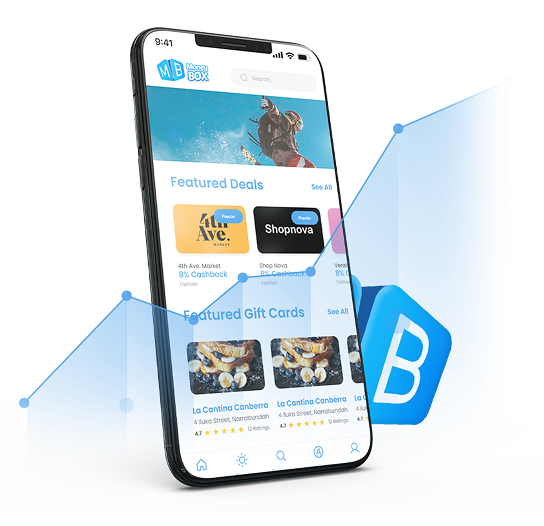 9:41
MB Money
BOX
Search...
Featured Deals
See All
4th
Ave.
MARKET
Popular
Shopnova
Popular
4th Ave. Market
8% Cashback
Fashion
Shop Nova
8% Cashback
Fashion
8% C
Featured Gift Cards
See All
La Cantina Canberra
4 Iluka Street, Narrabundah
4.7 ★★★★★ 12 Ratings
La Cantina Canberra
4 Iluka Street, Narrabundah
4.7 ★★★★★ 12 Ratings
La
4 Il
4.7
B